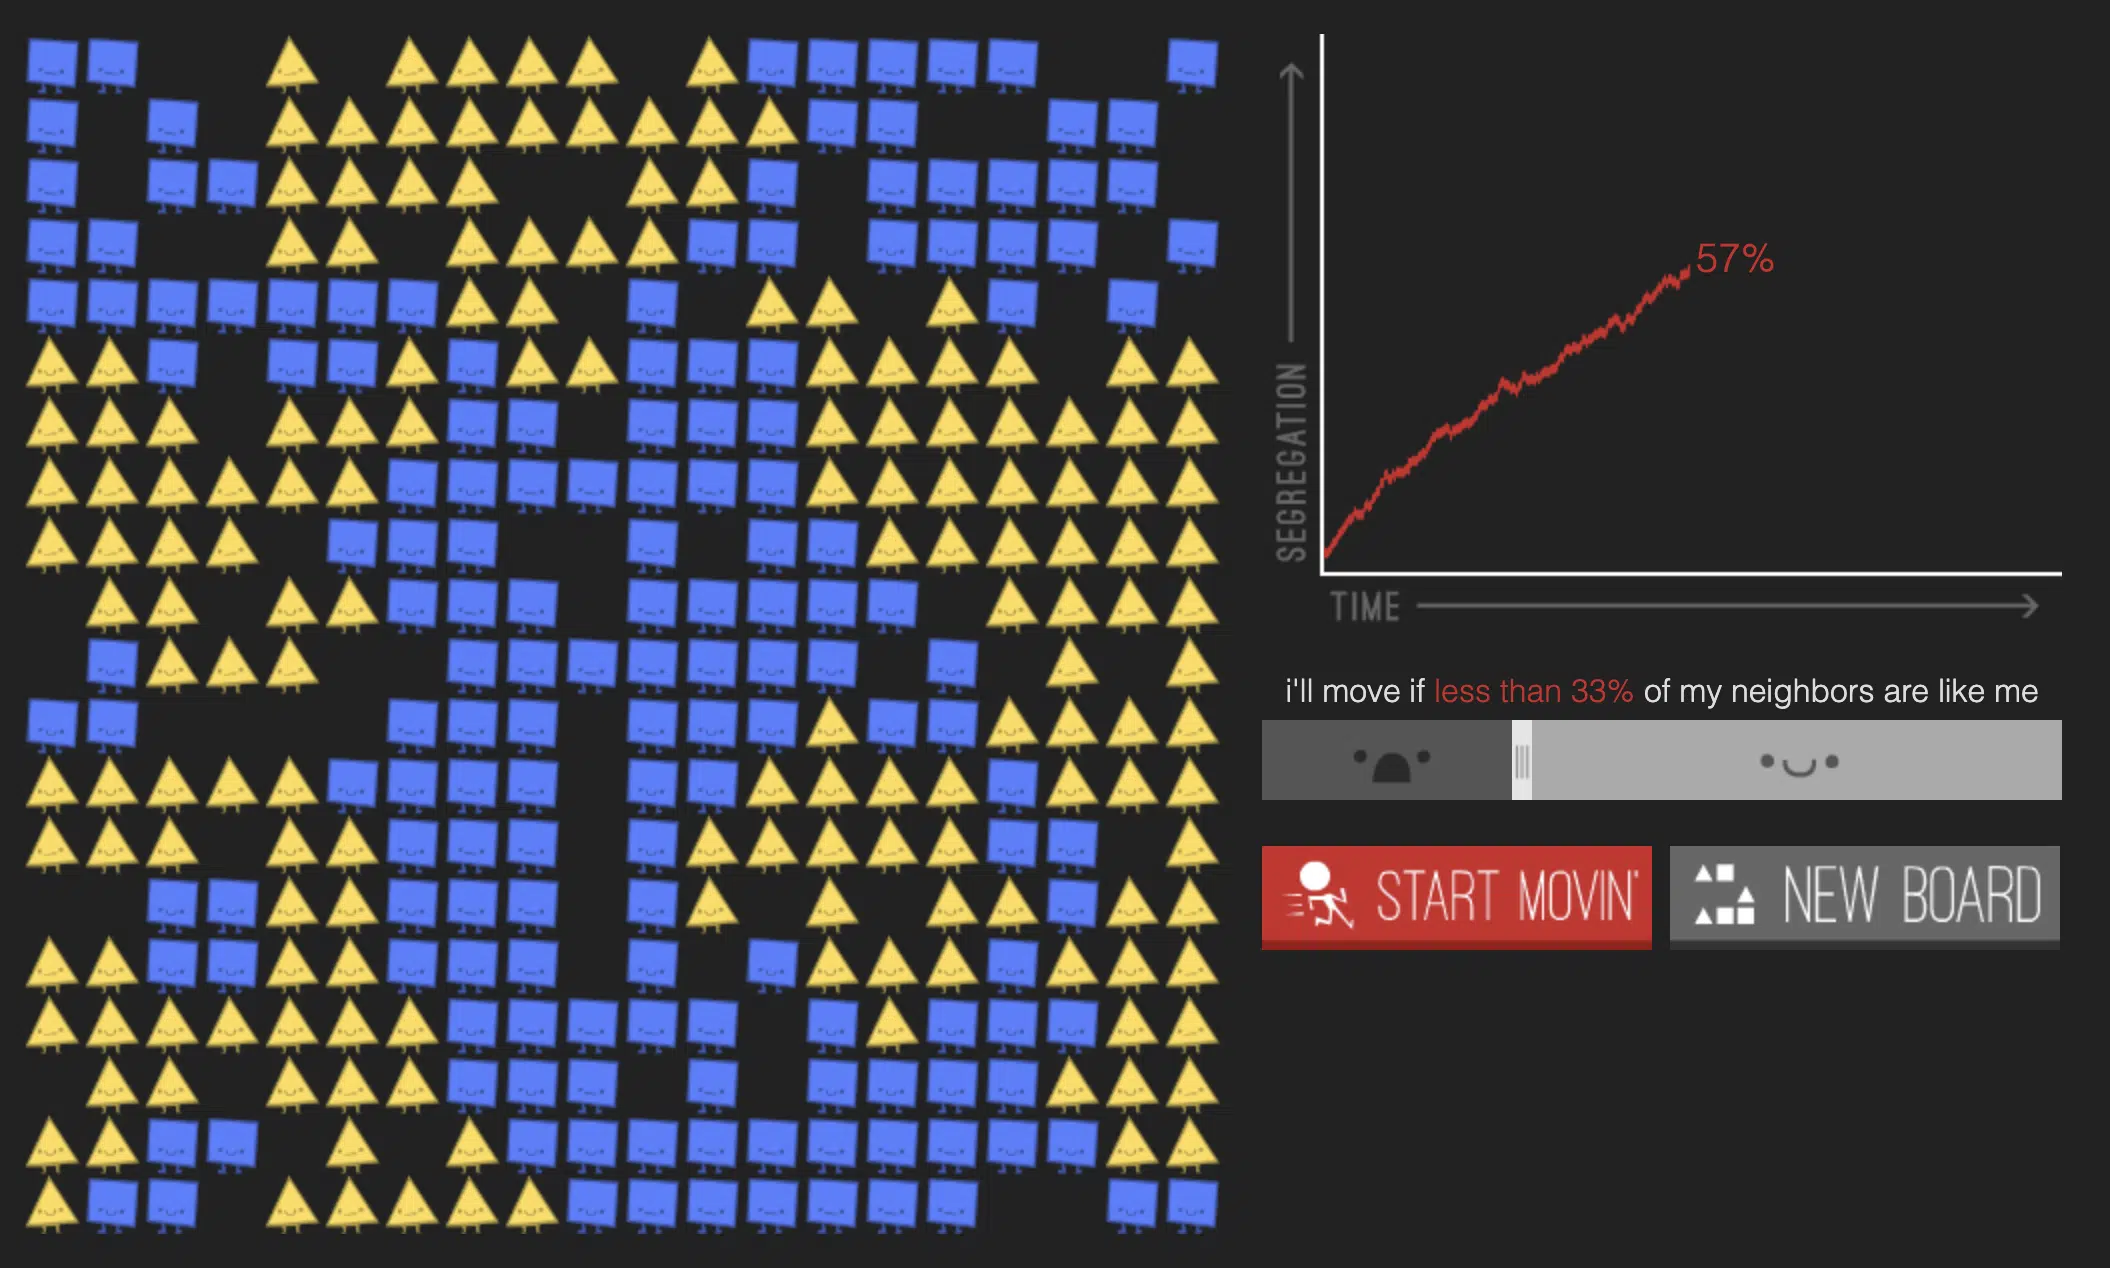 57%
SEGREGATION
TIME
i'll move if less than 33% of my neighbors are like me
START MOVIN'
NEW BOARD